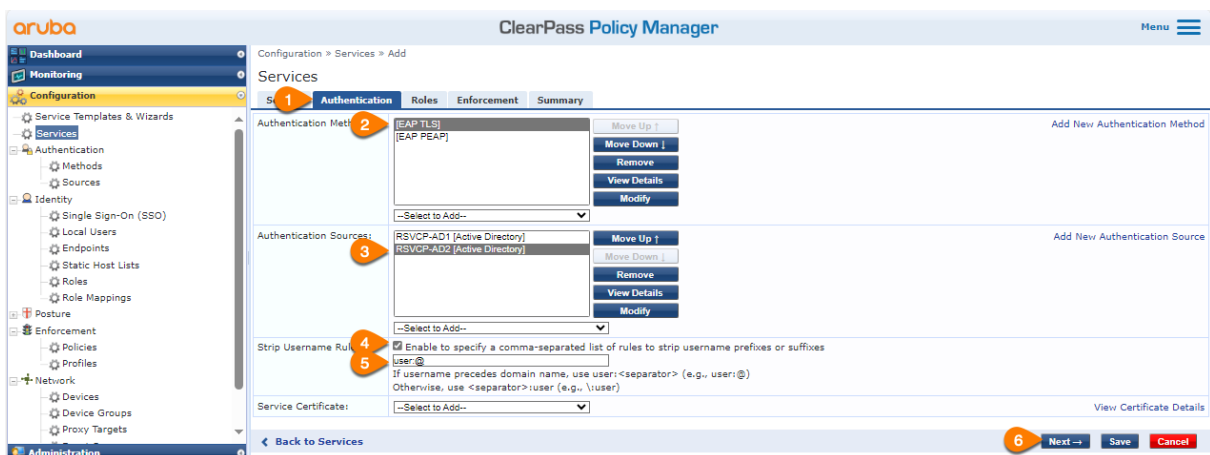 aruba
ClearPass Policy Manager
Menu
Dashboard
Monitoring
Configuration
Service Templates & Wizards
Services
Authentication
Methods
Sources
Identity
Single Sign-On (SSO)
Local Users
Endpoints
Static Host Lists
Roles
Role Mappings
Posture
Enforcement
Policies
Profiles
Network
Devices
Device Groups
Proxy Targets
Administration
Configuration » Services » Add
Services
1 Authentication Roles Enforcement Summary
Authentication 2 [EAP TLS] Move Up ↑ Add New Authentication Method
[EAP PEAP] Move Down ↓
Remove
View Details
Modify
--Select to Add--
Authentication Sources: RSVCP-AD1 [Active Directory] Move Up ↑ Add New Authentication Source
3 RSVCP-AD2 [Active Directory] Move Down ↓
Remove
View Details
Modify
--Select to Add--
Strip Username 4 Enable to specify a comma-separated list of rules to strip username prefixes or suffixes
5 user:@
If username precedes domain name, use user:<separator> (e.g., user:@)
Otherwise, use <separator>:user (e.g., \:user)
Service Certificate: --Select to Add-- View Certificate Details
Back to Services 6 Next → Save Cancel